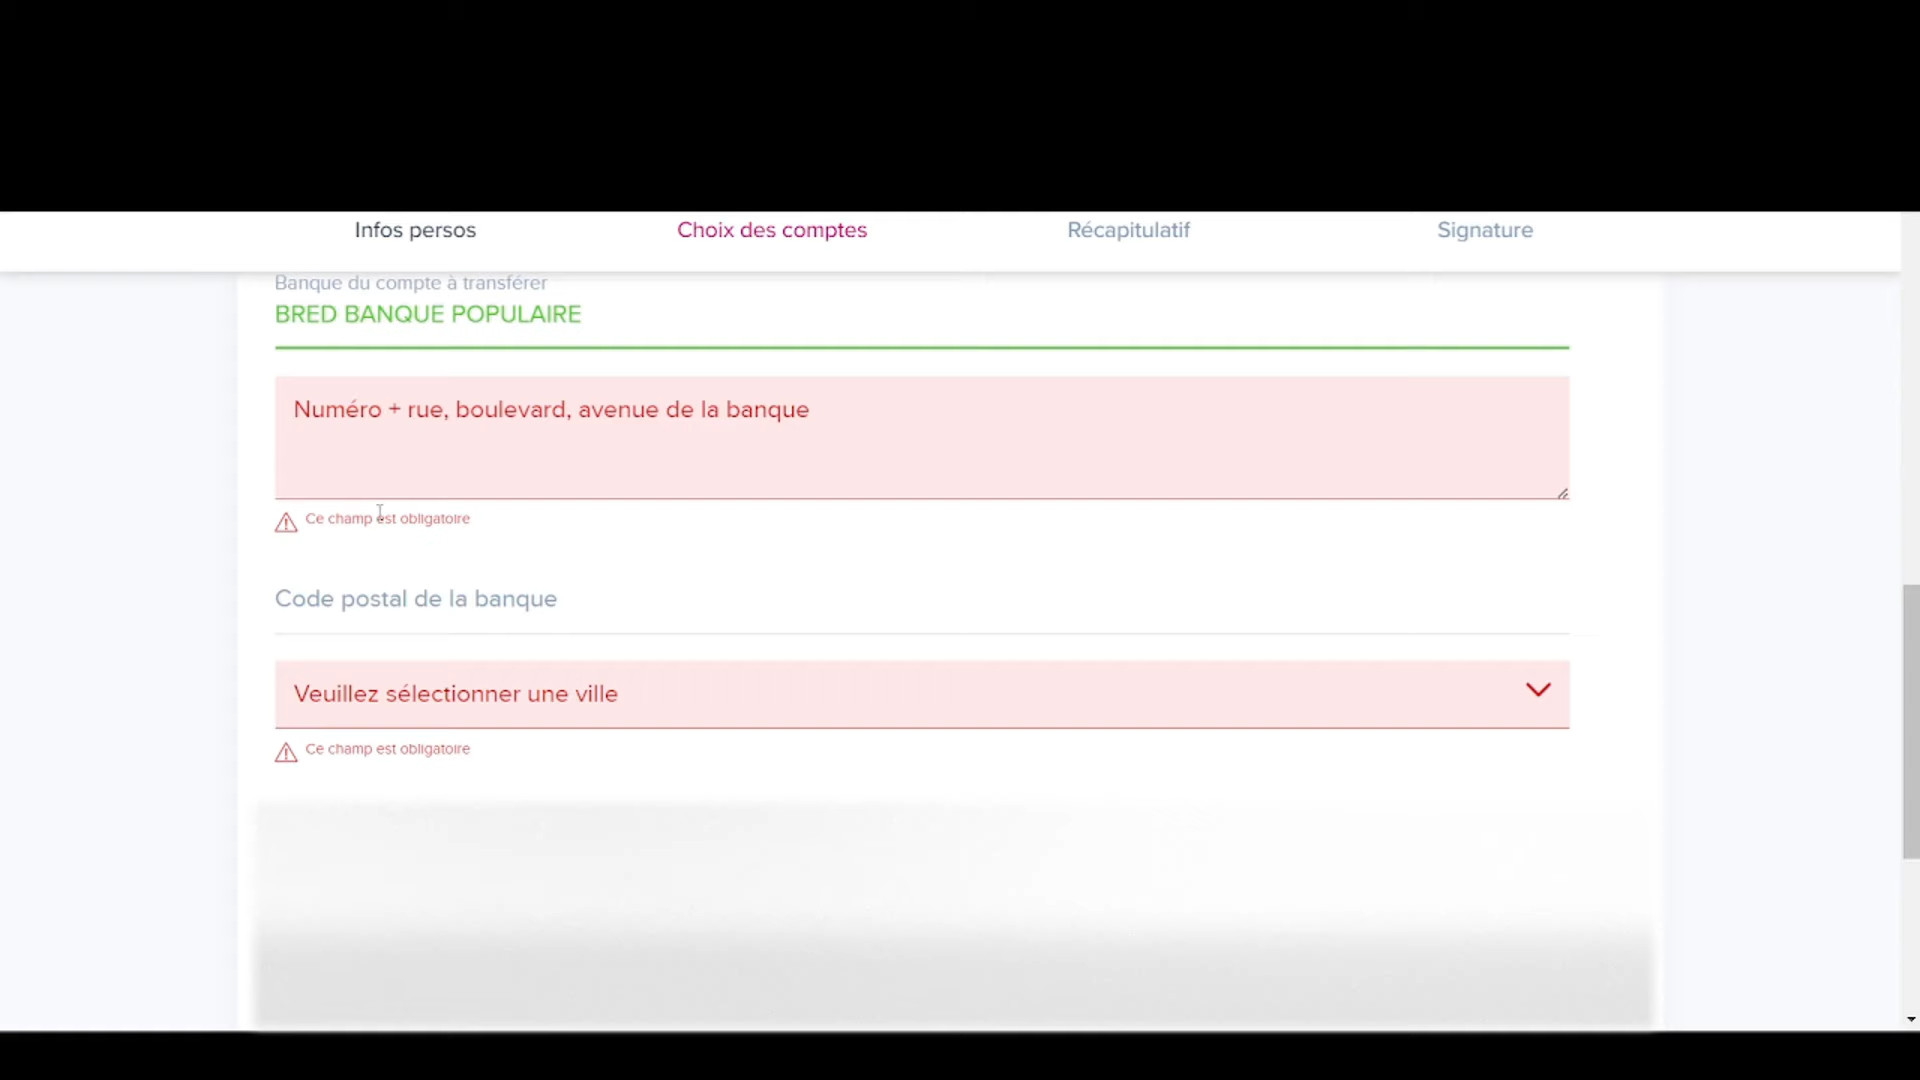 Infos persos
Choix des comptes
Récapitulatif
Signature
Banque du compte à transférer
BRED BANQUE POPULAIRE
Numéro + rue, boulevard, avenue de la banque
Ce champ est obligatoire
Code postal de la banque
Veuillez sélectionner une ville
Ce champ est obligatoire